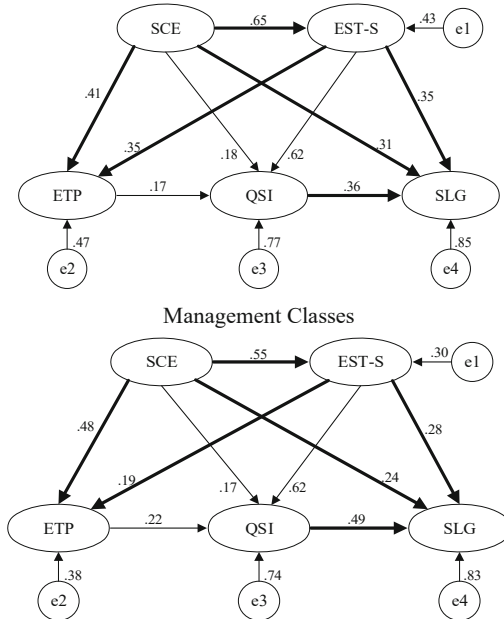 SCE .65 EST-S .43 e1
.41 .35 .18 .62 .31 .35
ETP .17 QSI .36 SLG
.47 .77 .85
e2 e3 e4
Management Classes
SCE .55 EST-S .30 e1
.48 .19 .17 .62 .24 .28
ETP .22 QSI .49 SLG
.38 .74 .83
e2 e3 e4